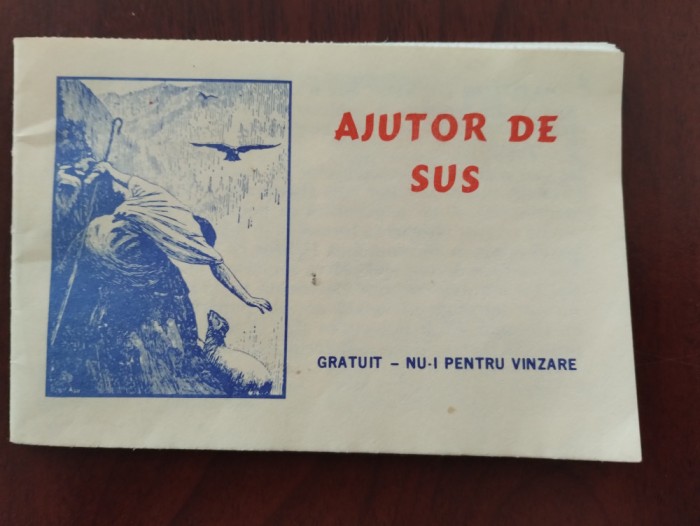 AJUTOR DE
SUS
GRATUIT – NU-I PENTRU VINZARE